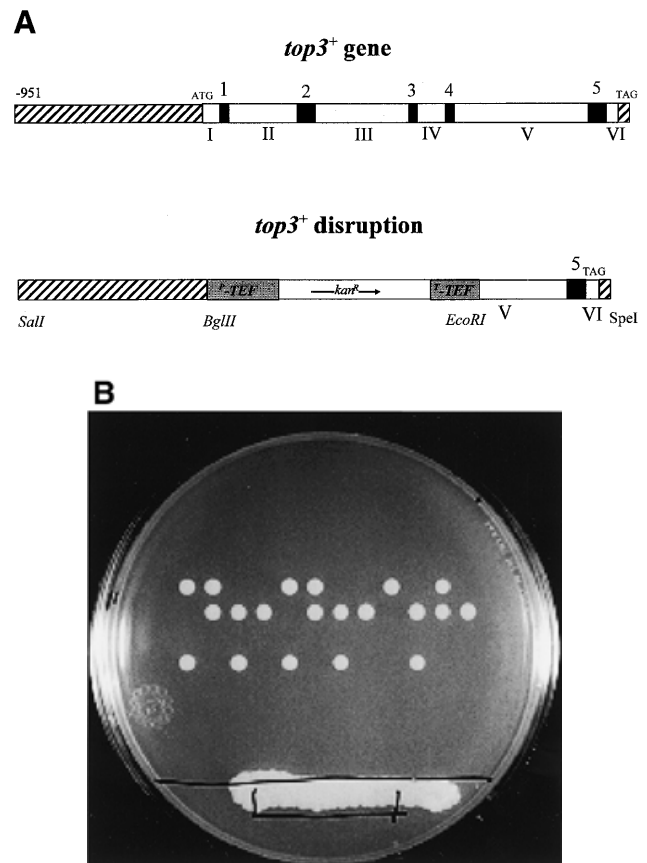 A
top3+ gene
-951 ATG 1 2 3 4 5 TAG
I II III IV V VI
top3+ disruption
5 TAG
P-TEF kanR T-TEF
SalI BglII EcoRI V VI SpeI
B